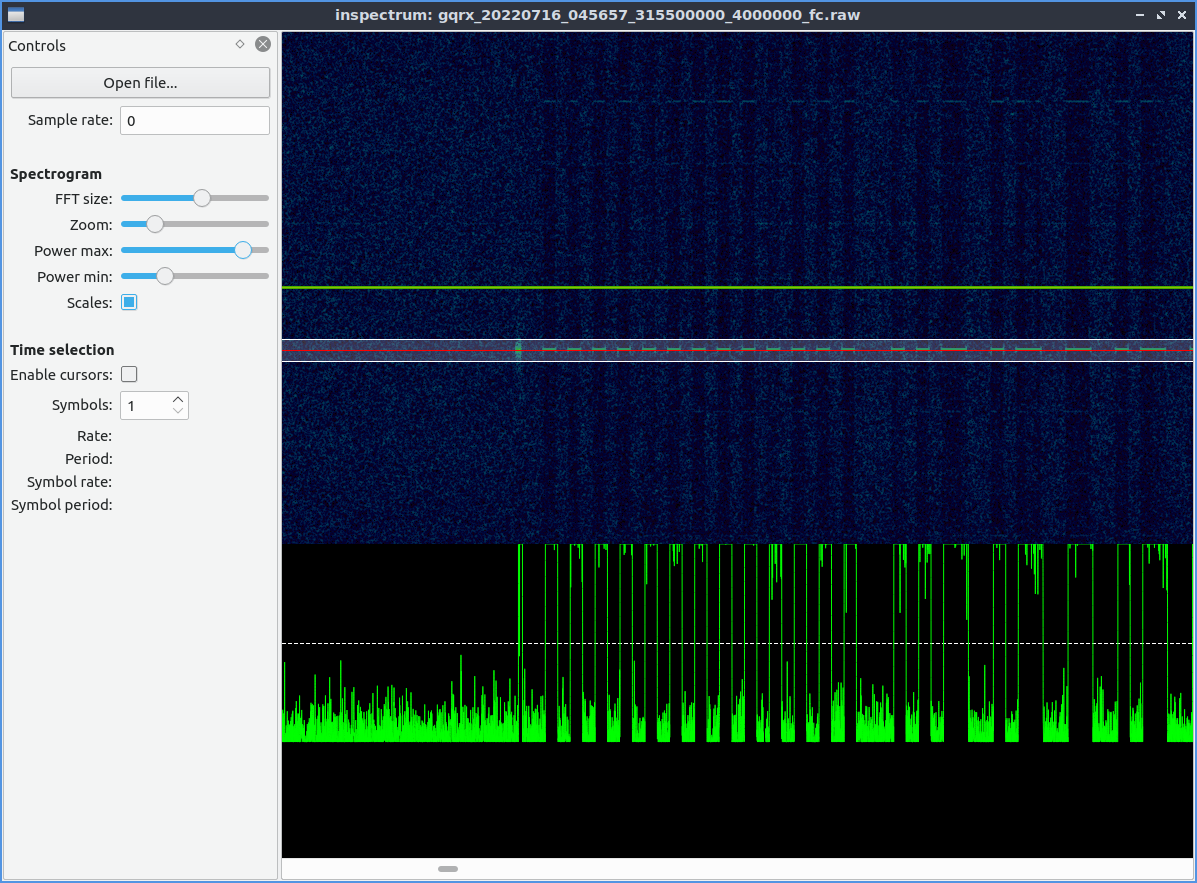 inspectrum: gqrx_20220716_045657_315500000_4000000_fc.raw
Controls
Open file...
Sample rate: 0
Spectrogram
FFT size:
Zoom:
Power max:
Power min:
Scales:
Time selection
Enable cursors:
Symbols: 1
Rate:
Period:
Symbol rate:
Symbol period: